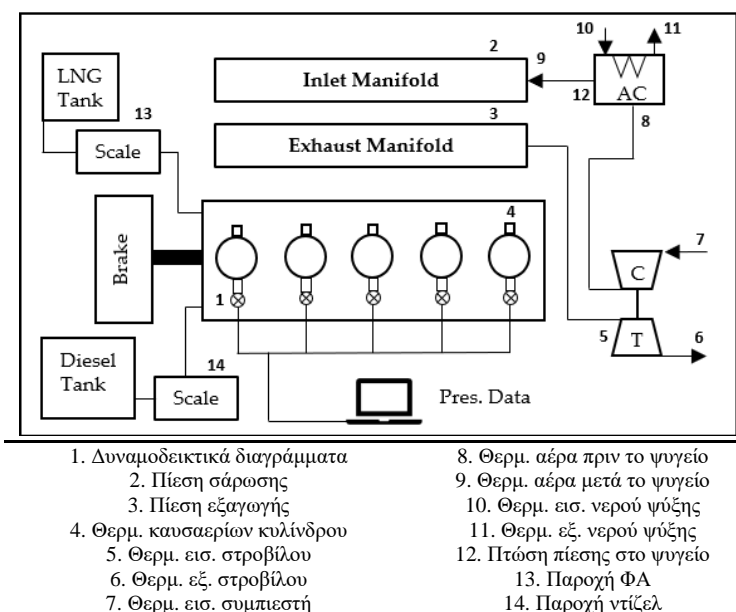 10
11
2
9
LNG
Tank
Inlet Manifold
12
AC
13
3
8
Scale
Exhaust Manifold
4
Brake
7
C
1
5
T
6
Diesel
Tank
14
Scale
Pres. Data
1. Δυναμοδεικτικά διαγράμματα
2. Πίεση σάρωσης
3. Πίεση εξαγωγής
4. Θερμ. καυσαερίων κυλίνδρου
5. Θερμ. εισ. στροβίλου
6. Θερμ. εξ. στροβίλου
7. Θερμ. εισ. συμπιεστή
8. Θερμ. αέρα πριν το ψυγείο
9. Θερμ. αέρα μετά το ψυγείο
10. Θερμ. εισ. νερού ψύξης
11. Θερμ. εξ. νερού ψύξης
12. Πτώση πίεσης στο ψυγείο
13. Παροχή ΦΑ
14. Παροχή ντίζελ